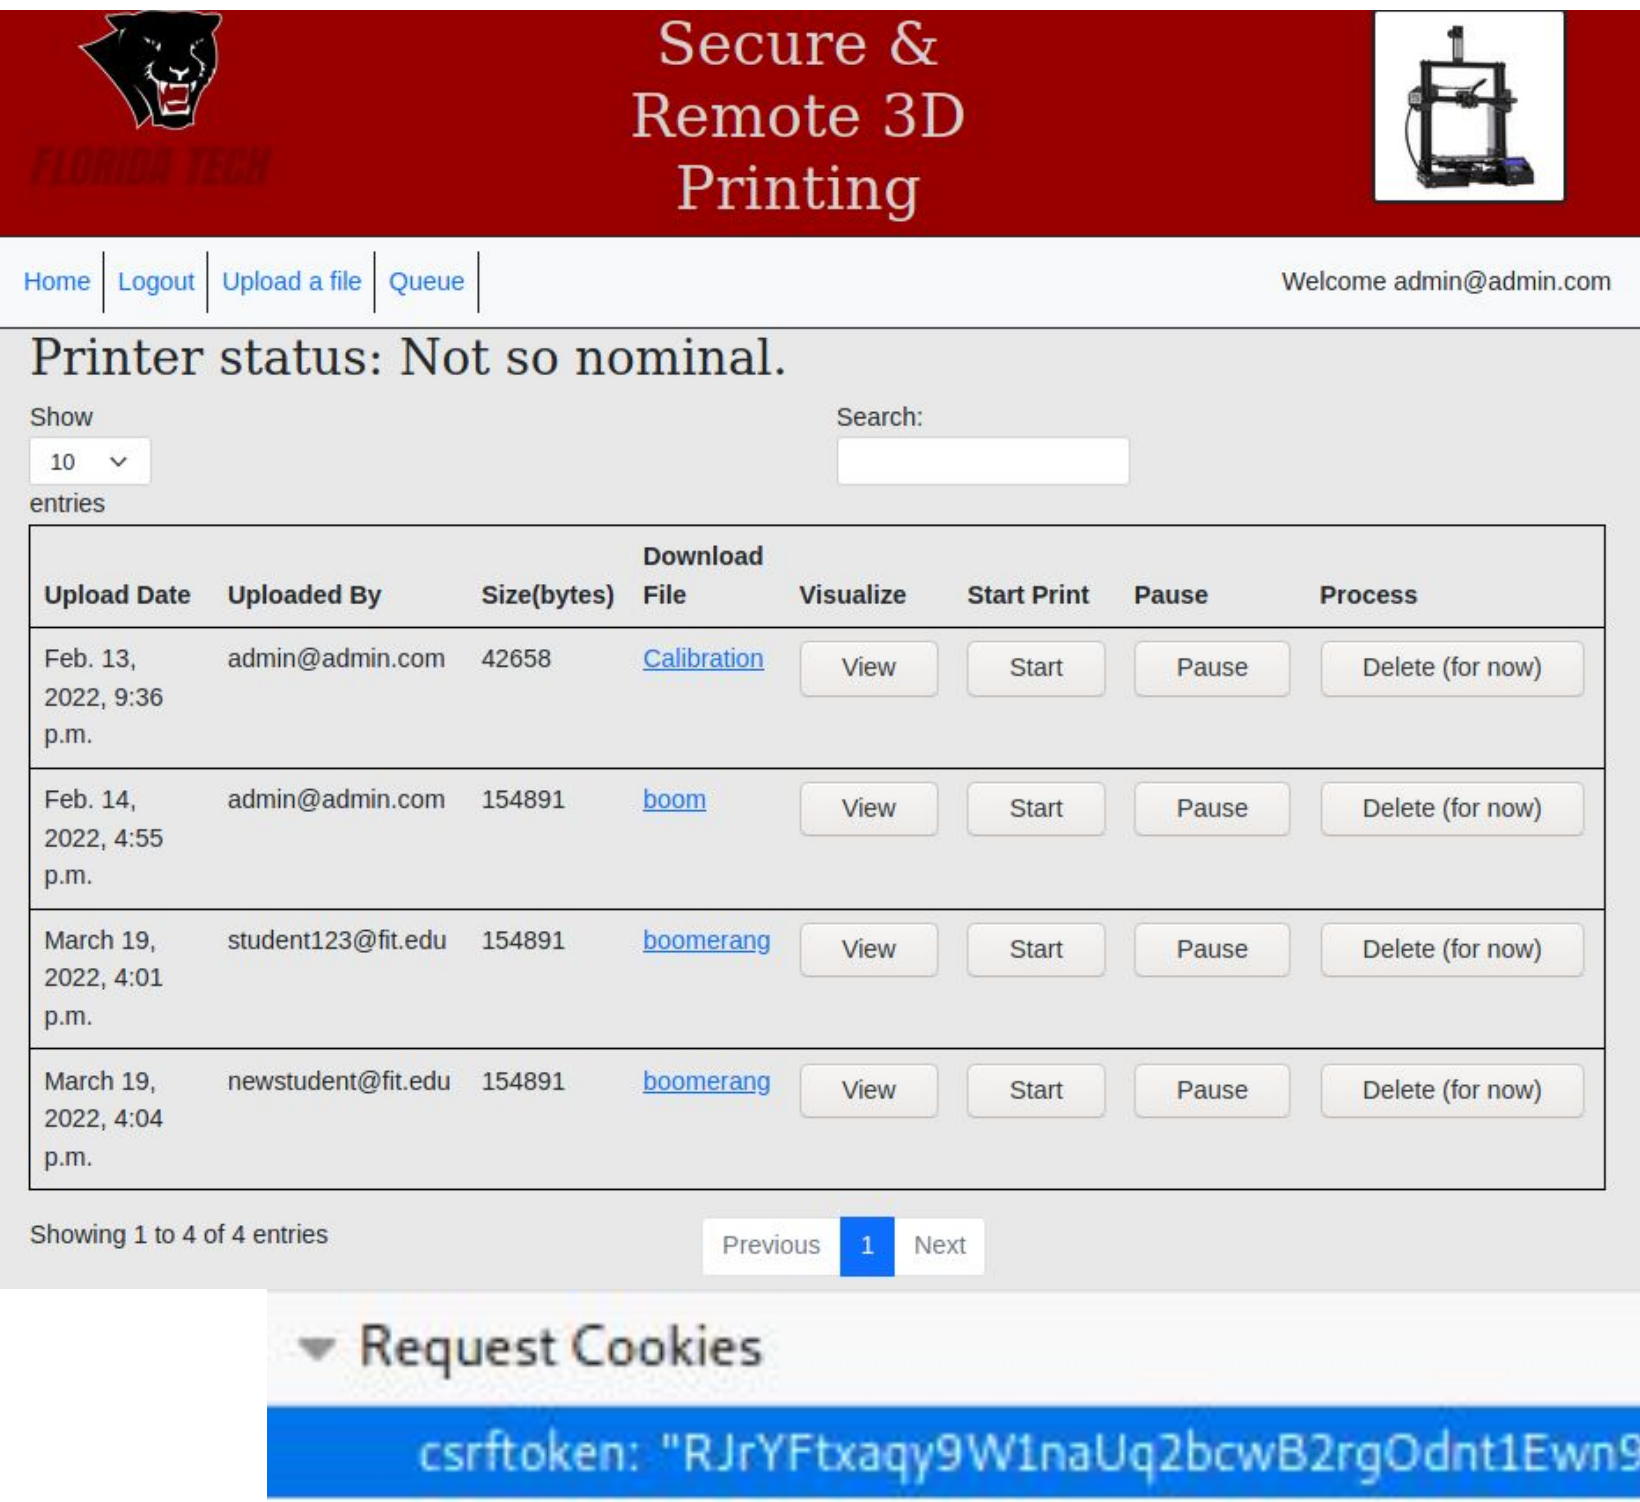 Secure &
Remote 3D
Printing
FLORIDA TECH
Home Logout Upload a file Queue Welcome admin@admin.com
Printer status: Not so nominal.
Show Search:
10
entries
Download
Upload Date Uploaded By Size(bytes) File Visualize Start Print Pause Process
Feb. 13, admin@admin.com 42658 Calibration View Start Pause Delete (for now)
2022, 9:36
p.m.
Feb. 14, admin@admin.com 154891 boom View Start Pause Delete (for now)
2022, 4:55
p.m.
March 19, student123@fit.edu 154891 boomerang View Start Pause Delete (for now)
2022, 4:01
p.m.
March 19, newstudent@fit.edu 154891 boomerang View Start Pause Delete (for now)
2022, 4:04
p.m.
Showing 1 to 4 of 4 entries Previous 1 Next
Request Cookies
csrftoken: "RJrYFtxaqy9W1naUq2bcwB2rgOdnt1Ewn9